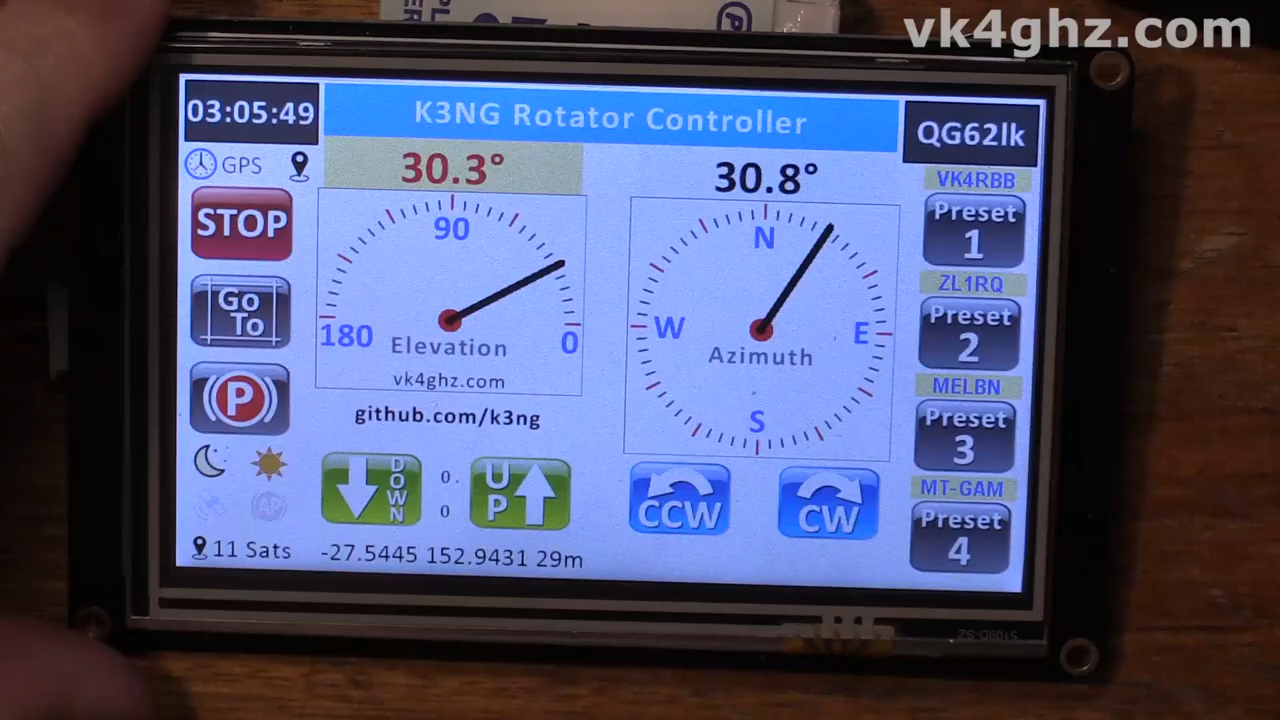 vk4ghz.com
03:05:49
K3NG Rotator Controller
QG62lk
GPS
30.3°
30.8°
VK4RBB
STOP
90
N
Preset
1
ZL1RQ
Go
To
180
0
Elevation
W
E
Azimuth
Preset
2
vk4ghz.com
MELBN
P
github.com/k3ng
S
Preset
3
DOWN
0.
0
UP
CCW
CW
MT-GAM
Preset
4
AP
11 Sats
-27.5445 152.9431 29m